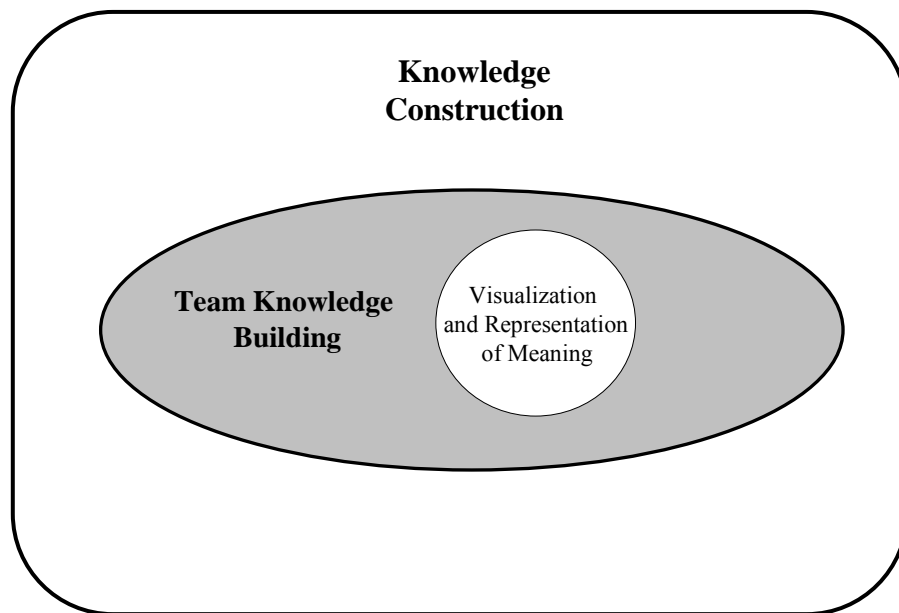 Knowledge
Construction
Team Knowledge
Building
Visualization
and Representation
of Meaning